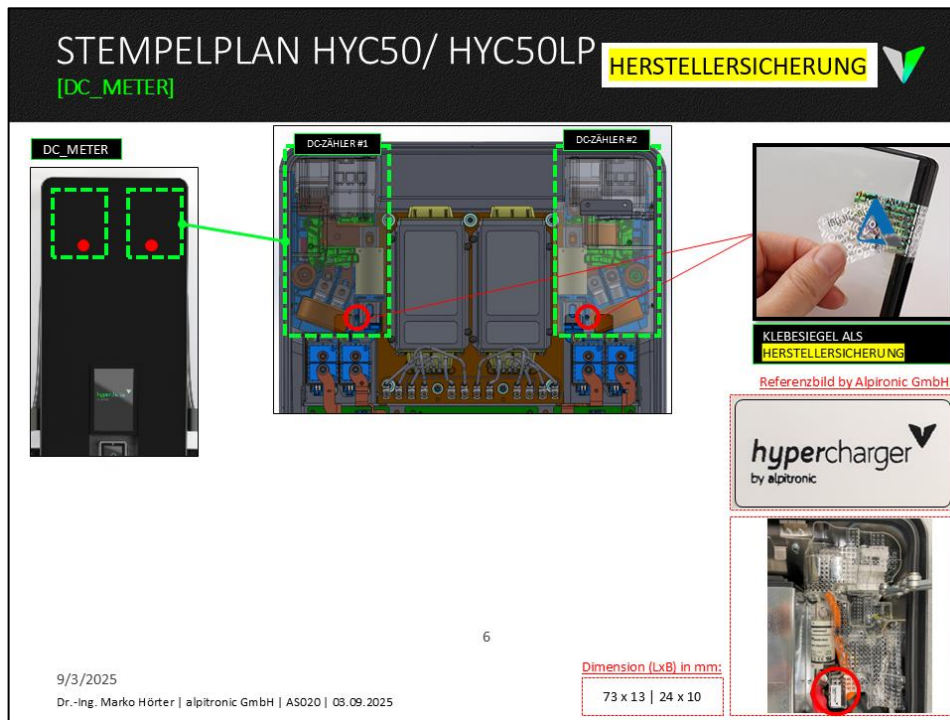 STEMPELPLAN HYC50/ HYC50LP
HERSTELLERSICHERUNG
[DC_METER]
DC_METER
DC-ZÄHLER #1
DC-ZÄHLER #2
KLEBESIEGEL ALS
HERSTELLERSICHERUNG
Referenzbild by Alpironic GmbH
hypercharger
by alpitronic
6
9/3/2025
Dr.-Ing. Marko Hörter | alpitronic GmbH | AS020 | 03.09.2025
Dimension (LxB) in mm:
73 x 13 | 24 x 10